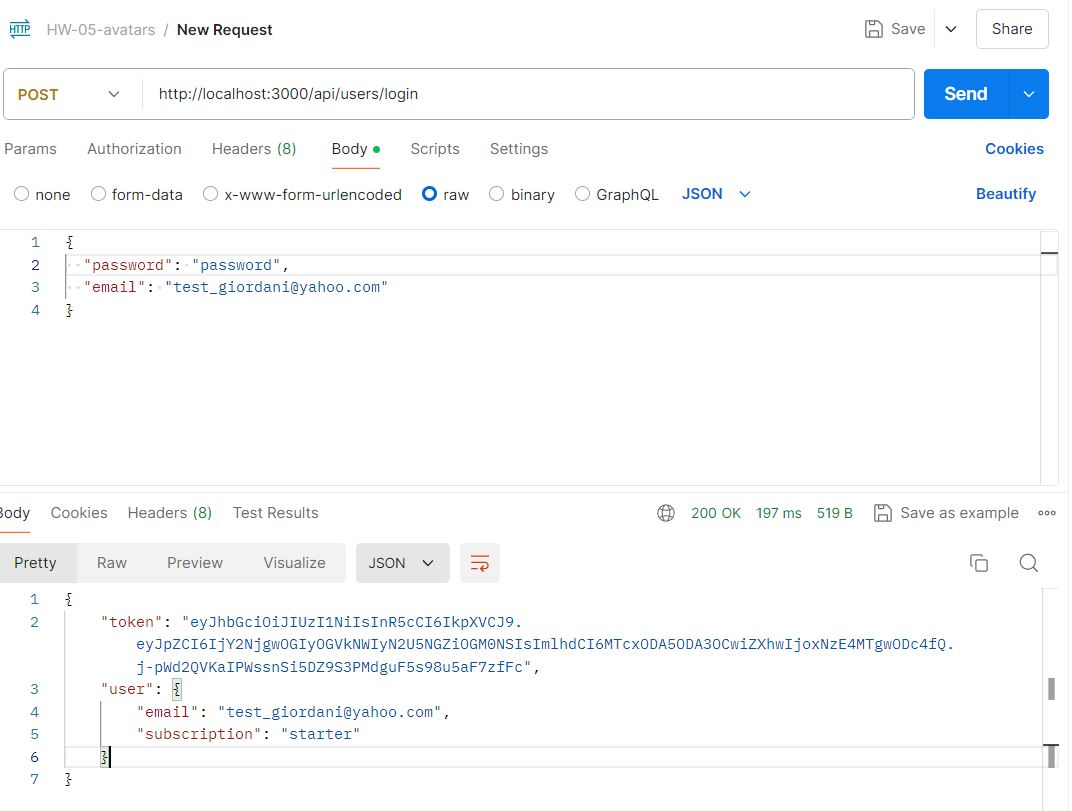 HTTP HW-05-avatars / New Request Save Share
POST http://localhost:3000/api/users/login Send
Params Authorization Headers (8) Body Scripts Settings Cookies
none form-data x-www-form-urlencoded raw binary GraphQL JSON Beautify
1 {
2 "password": "password",
3 "email": "test_giordani@yahoo.com"
4 }
Body Cookies Headers (8) Test Results 200 OK 197 ms 519 B Save as example
Pretty Raw Preview Visualize JSON
1 {
2 "token": "eyJhbGciOiJIUzI1NiIsInR5cCI6IkpXVCJ9.
eyJpZCI6IjY2NjgwOGIyOGVkNWIyN2U5NGZiOGM0NSIsImlhdCI6MTcxODA5ODA3OCwiZXhwIjoxNzE4MTgwODc4fQ.
j-pWd2QVKaIPWssnSi5DZ9S3PMdguF5s98u5aF7zfFc",
3 "user": {
4 "email": "test_giordani@yahoo.com",
5 "subscription": "starter"
6 }
7 }